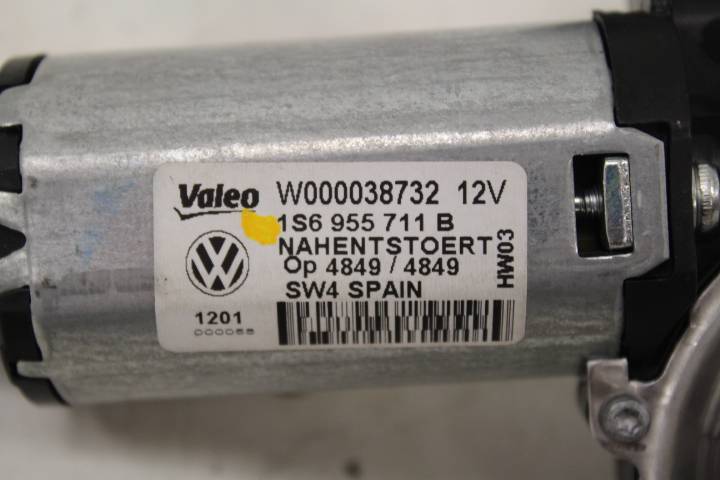 Valeo W000038732 12V
1S6 955 711 B
NAHENTSTOERT
Op 4849 / 4849
SW4 SPAIN
HW03
1201
000055